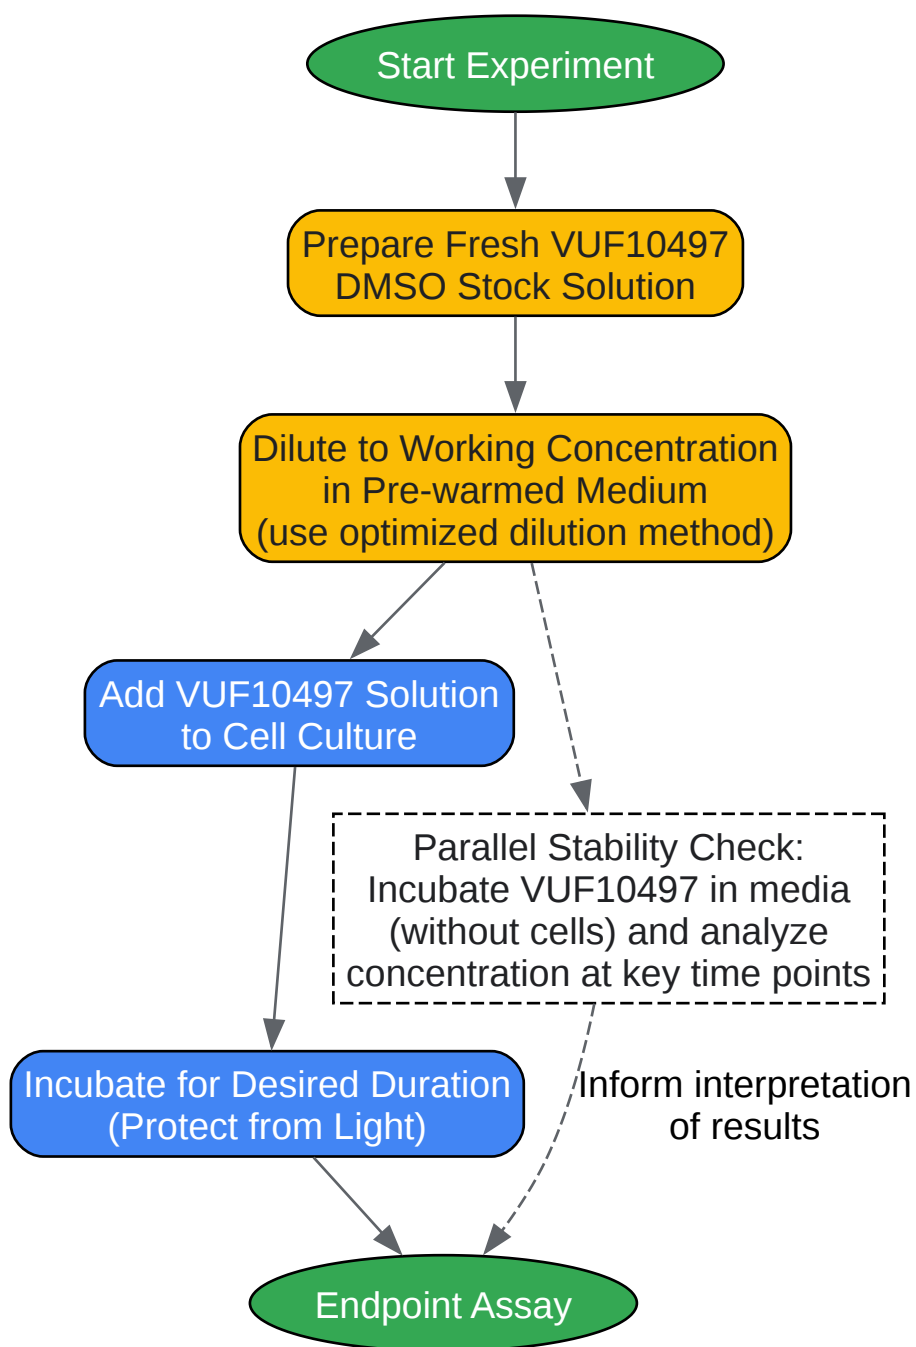 Start Experiment
Prepare Fresh VUF10497
DMSO Stock Solution
Dilute to Working Concentration
in Pre-warmed Medium
(use optimized dilution method)
Add VUF10497 Solution
to Cell Culture
Parallel Stability Check:
Incubate VUF10497 in media
(without cells) and analyze
concentration at key time points
Incubate for Desired Duration
(Protect from Light)
Inform interpretation
of results
Endpoint Assay